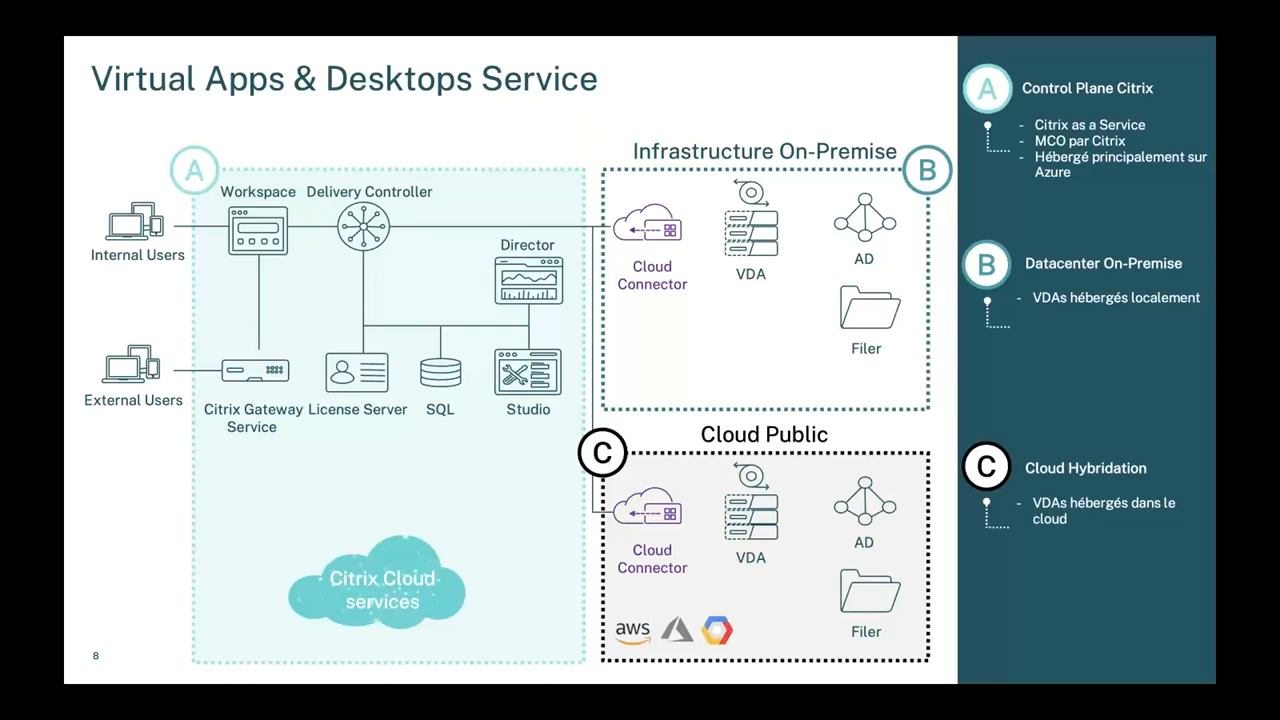 Virtual Apps & Desktops Service
A
Workspace
Delivery Controller
Internal Users
Director
External Users
Citrix Gateway
Service
License Server
SQL
Studio
Citrix Cloud
services
Infrastructure On-Premise
B
Cloud
Connector
VDA
AD
Filer
Cloud Public
C
Cloud
Connector
VDA
AD
Filer
aws
A
Control Plane Citrix
- Citrix as a Service
- MCO par Citrix
- Hébergé principalement sur
Azure
B
Datacenter On-Premise
- VDAs hébergés localement
C
Cloud Hybridation
- VDAs hébergés dans le
cloud
8